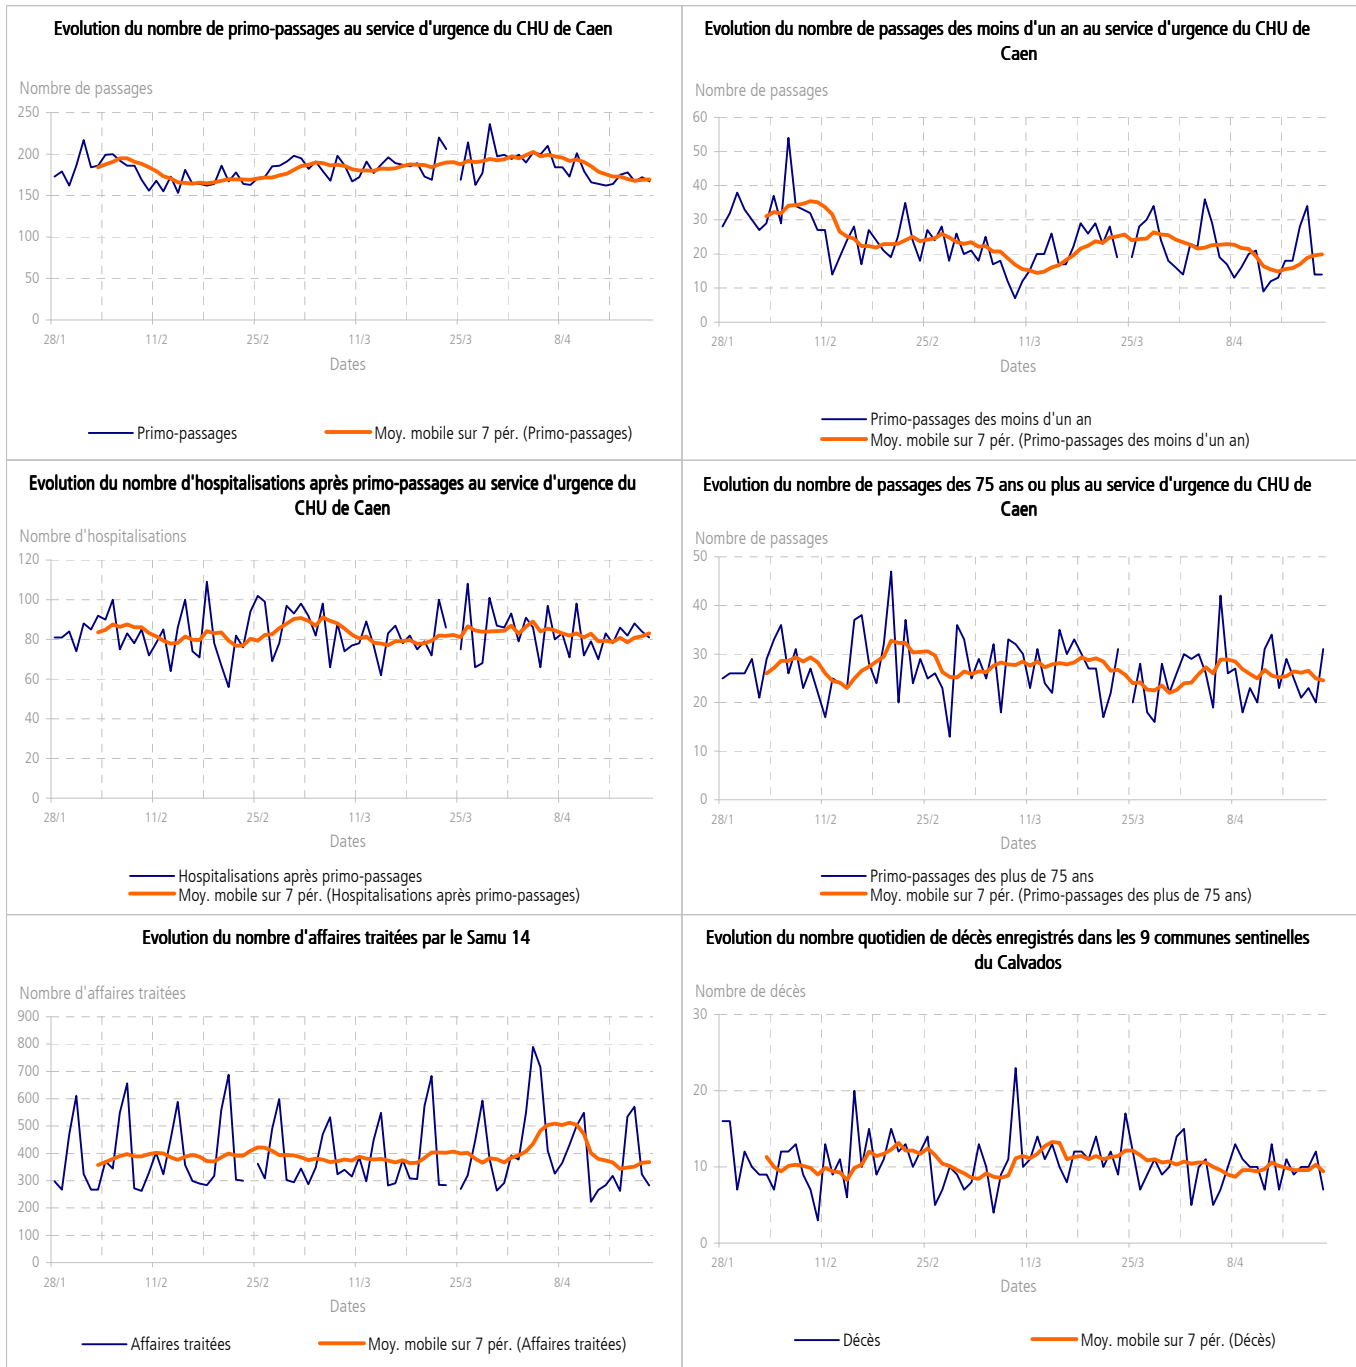 Evolution du nombre de primo-passages au service d'urgence du CHU de Caen
Nombre de passages
250
200
150
100
50
0
28/1 11/2 25/2 11/3 25/3 8/4
Dates
Primo-passages Moy. mobile sur 7 pér. (Primo-passages)
Evolution du nombre de passages des moins d'un an au service d'urgence du CHU de
Caen
Nombre de passages
60
50
40
30
20
10
0
28/1 11/2 25/2 11/3 25/3 8/4
Dates
Primo-passages des moins d'un an
Moy. mobile sur 7 pér. (Primo-passages des moins d'un an)
Evolution du nombre d'hospitalisations après primo-passages au service d'urgence du
CHU de Caen
Nombre d'hospitalisations
120
100
80
60
40
20
0
28/1 11/2 25/2 11/3 25/3 8/4
Dates
Hospitalisations après primo-passages
Moy. mobile sur 7 pér. (Hospitalisations après primo-passages)
Evolution du nombre de passages des 75 ans ou plus au service d'urgence du CHU de
Caen
Nombre de passages
50
40
30
20
10
0
28/1 11/2 25/2 11/3 25/3 8/4
Dates
Primo-passages des plus de 75 ans
Moy. mobile sur 7 pér. (Primo-passages des plus de 75 ans)
Evolution du nombre d'affaires traitées par le Samu 14
Nombre d'affaires traitées
900
800
700
600
500
400
300
200
100
0
28/1 11/2 25/2 11/3 25/3 8/4
Dates
Affaires traitées Moy. mobile sur 7 pér. (Affaires traitées)
Evolution du nombre quotidien de décès enregistrés dans les 9 communes sentinelles
du Calvados
Nombre de décès
30
20
10
0
28/1 11/2 25/2 11/3 25/3 8/4
Dates
Décès Moy. mobile sur 7 pér. (Décès)